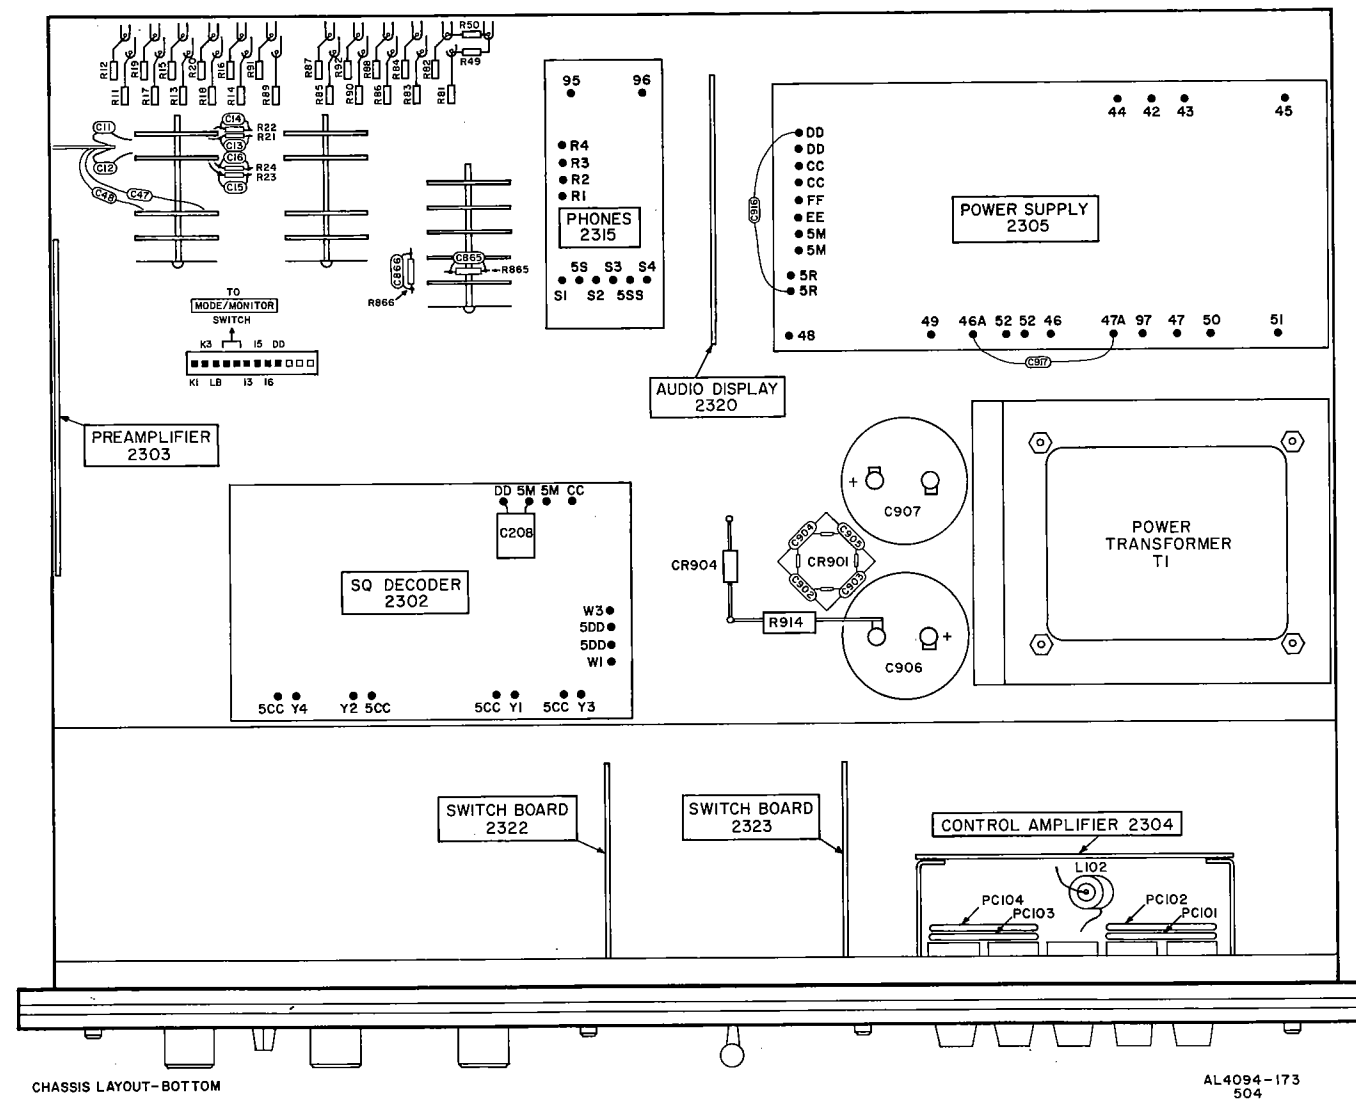 R50
R49
R12
R19
R15
R20
R16
R91
R87
R92
R88
R84
R82
R11
R17
R13
R18
R14
R89
R85
R90
R86
R83
R81
C11
C14
R22
R21
C13
C16
C12
R24
R23
C15
C48
C47
95
96
R4
R3
R2
R1
PHONES
2315
5S
S3
S4
S1
S2
5SS
C865
R865
C866
R866
44
42
43
45
DD
DD
CC
CC
FF
EE
5M
5M
5R
5R
C916
POWER SUPPLY
2305
48
49
46A
52
52
46
47A
97
47
50
51
C917
TO
MODE/MONITOR
SWITCH
K3
15
DD
K1
LB
13
16
AUDIO DISPLAY
2320
PREAMPLIFIER
2303
DD 5M 5M CC
C208
SQ DECODER
2302
W3
5DD
5DD
W1
5CC Y4
Y2 5CC
5CC Y1
5CC Y3
+
C907
CR904
C904
C905
CR901
C902
C903
R914
+
C906
POWER
TRANSFORMER
T1
SWITCH BOARD
2322
SWITCH BOARD
2323
CONTROL AMPLIFIER 2304
L102
PC104
PC103
PC102
PC101
CHASSIS LAYOUT-BOTTOM
AL4094-173
504